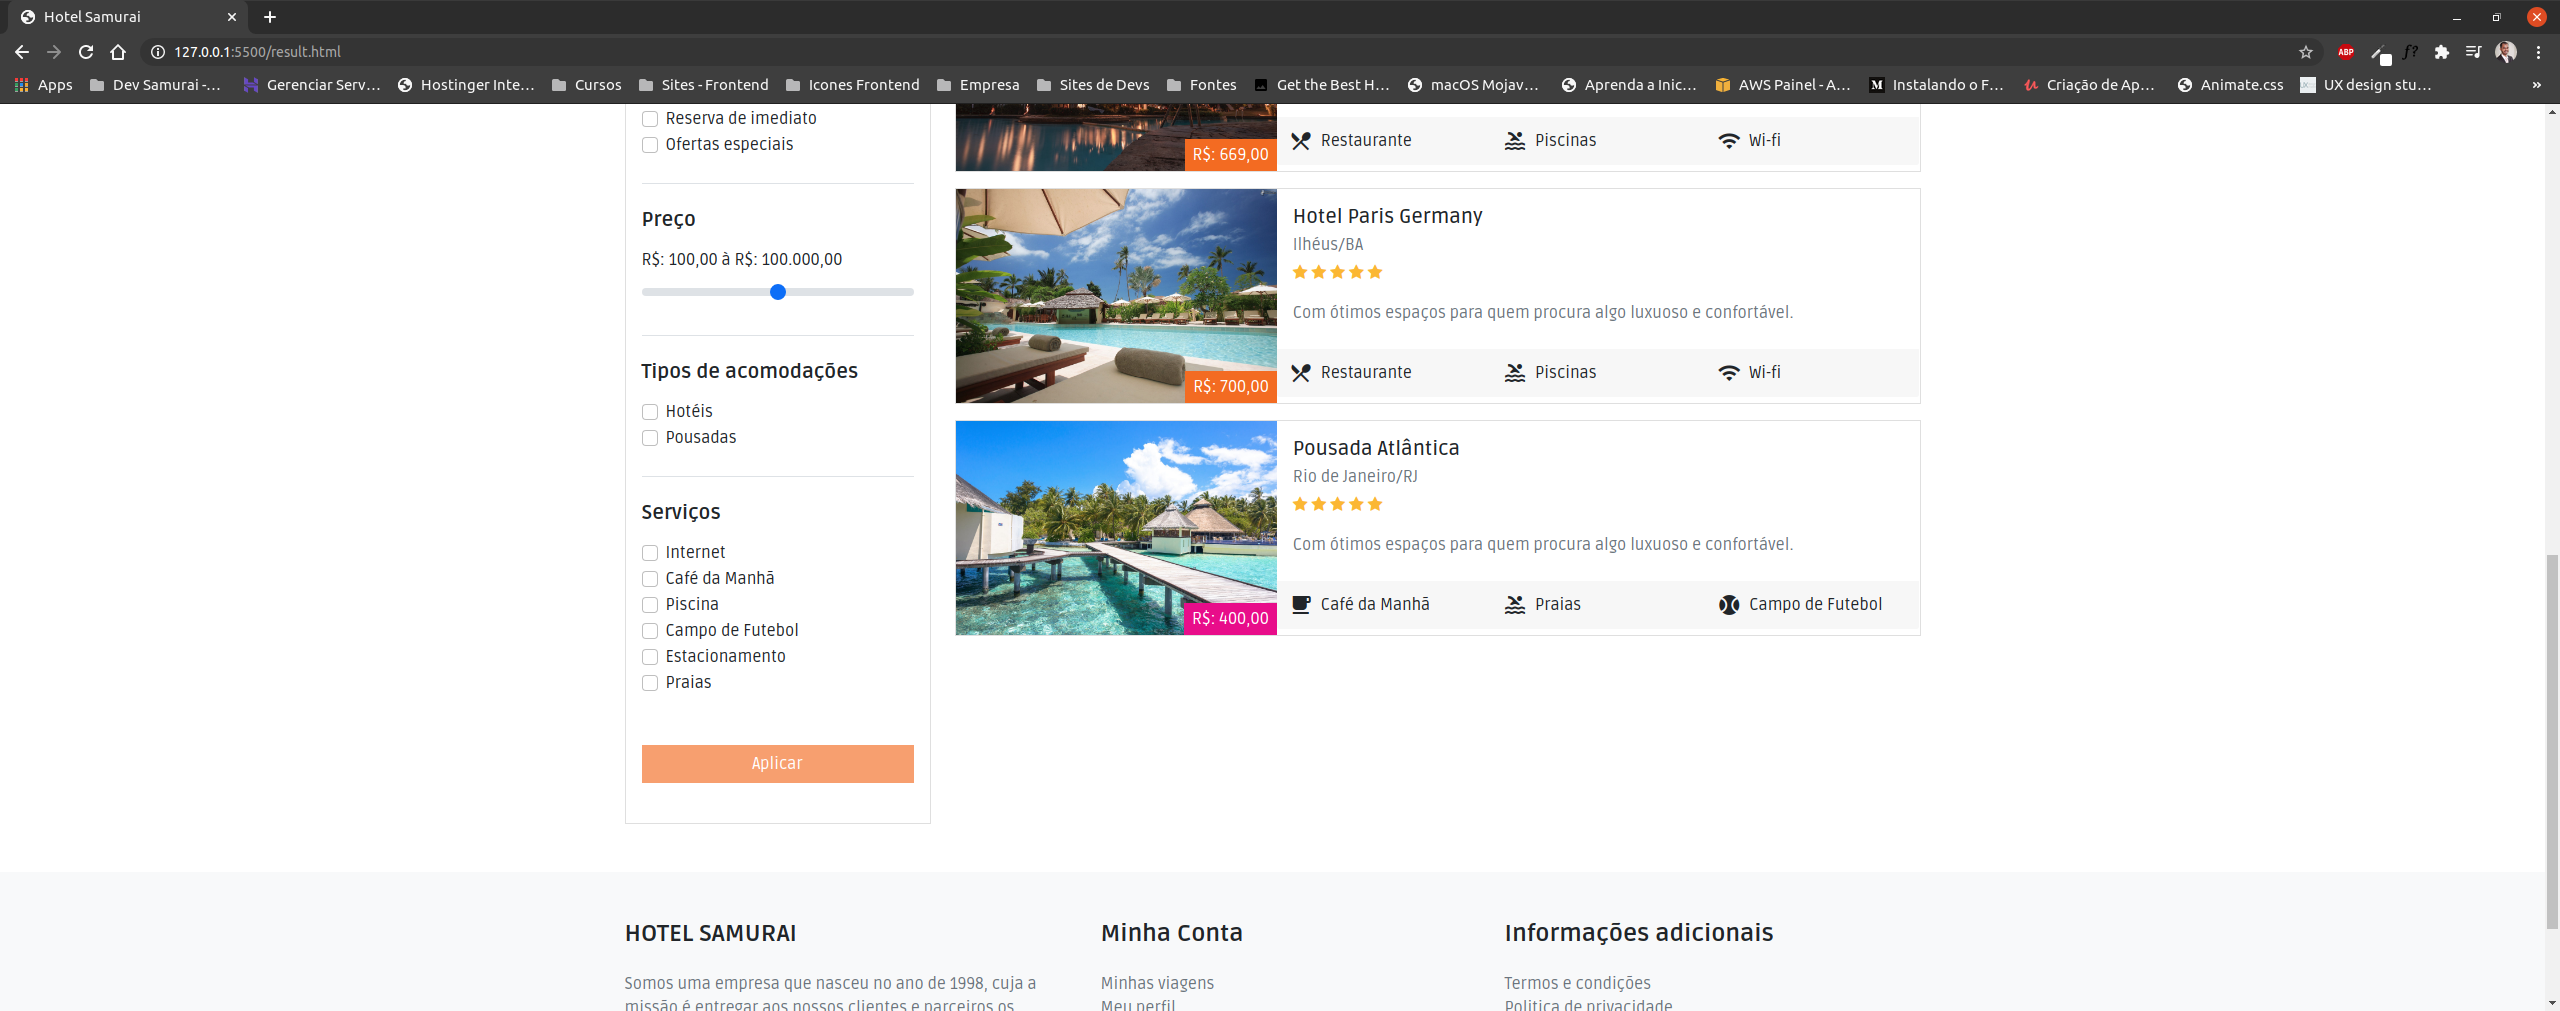 Hotel Samurai
127.0.0.1:5500/result.html
ABP
f?
Apps
Dev Samurai -...
Gerenciar Serv...
Hostinger Inte...
Cursos
Sites - Frontend
Icones Frontend
Empresa
Sites de Devs
Fontes
Get the Best H...
macOS Mojav...
Aprenda a Inic...
AWS Painel - A...
Instalando o F...
Criação de Ap...
Animate.css
UX design stu...
»
Reserva de imediato
Ofertas especiais
Preço
R$: 100,00 à R$: 100.000,00
Tipos de acomodações
Hotéis
Pousadas
Serviços
Internet
Café da Manhã
Piscina
Campo de Futebol
Estacionamento
Praias
Aplicar
R$: 669,00
Restaurante
Piscinas
Wi-fi
R$: 700,00
Hotel Paris Germany
Ilhéus/BA
Com ótimos espaços para quem procura algo luxuoso e confortável.
Restaurante
Piscinas
Wi-fi
R$: 400,00
Pousada Atlântica
Rio de Janeiro/RJ
Com ótimos espaços para quem procura algo luxuoso e confortável.
Café da Manhã
Praias
Campo de Futebol
HOTEL SAMURAI
Somos uma empresa que nasceu no ano de 1998, cuja a
missão é entregar aos nossos clientes e parceiros os
Minha Conta
Minhas viagens
Meu perfil
Informações adicionais
Termos e condições
Politica de privacidade